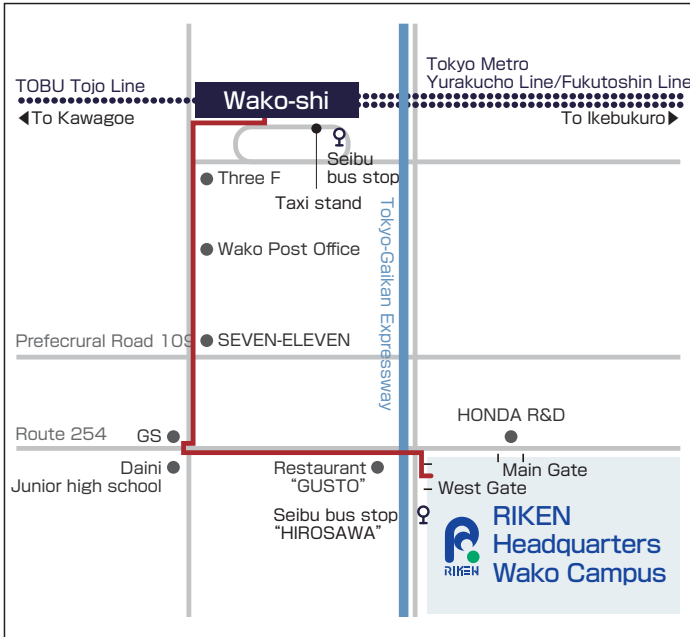 Tokyo Metro
TOBU Tojo Line
Yurakucho Line/Fukutoshin Line
Wako-shi
◀To Kawagoe
To Ikebukuro▶
Seibu
bus stop
Three F
Taxi stand
Tokyo-Gaikan Expressway
Wako Post Office
Prefecrural Road 109
SEVEN-ELEVEN
HONDA R&D
Route 254
GS
Daini
Junior high school
Restaurant
“GUSTO”
Main Gate
West Gate
Seibu bus stop
“HIROSAWA”
RIKEN
Headquarters
Wako Campus
RIKEN